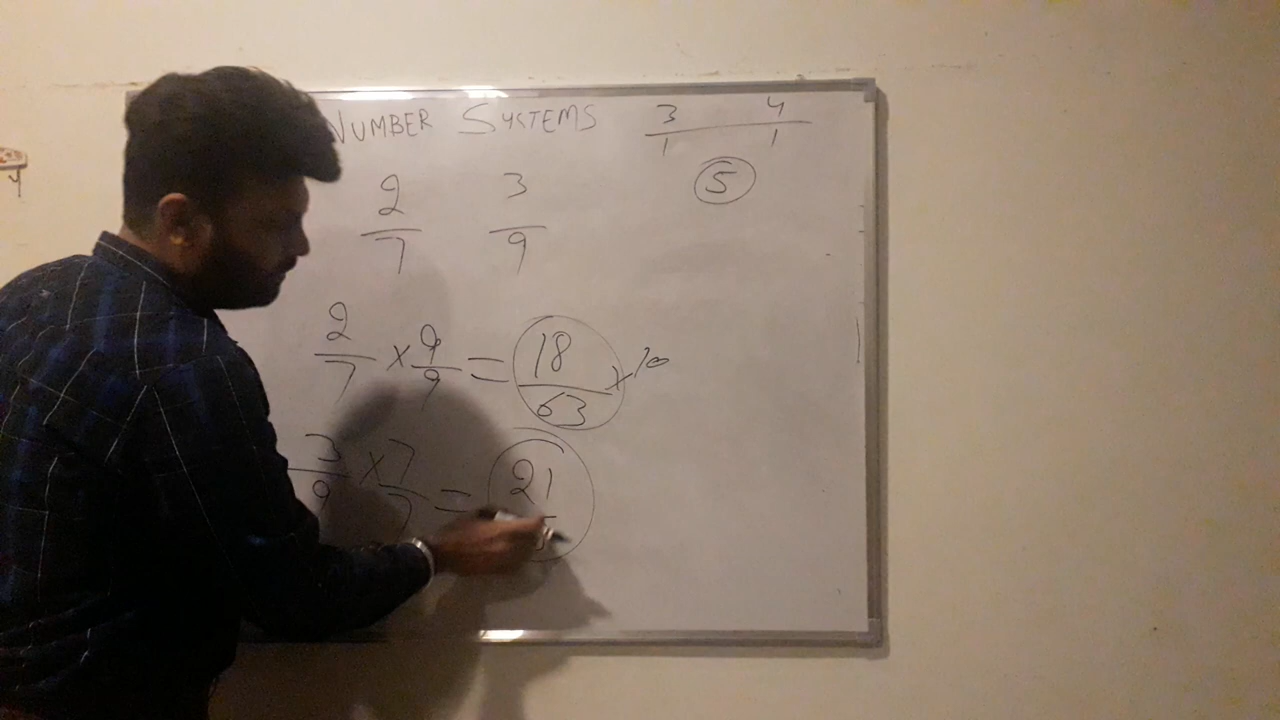 NUMBER SYSTEMS
3/1 4/1
5
2/7 3/9
2/7 × 9/9 = 18/63 × 10
3/9 × 7/7 = 21